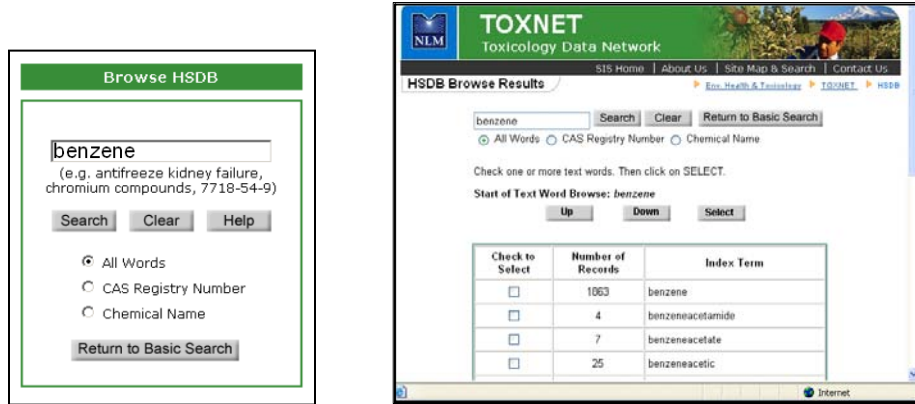 Browse HSDB
benzene
(e.g. antifreeze kidney failure,
chromium compounds, 7718-54-9)
Search Clear Help
All Words
CAS Registry Number
Chemical Name
Return to Basic Search
NLM
TOXNET
Toxicology Data Network
SIS Home | About Us | Site Map & Search | Contact Us
HSDB Browse Results
Env. Health & Toxicology TOXNET HSDB
benzene Search Clear Return to Basic Search
All Words CAS Registry Number Chemical Name
Check one or more text words. Then click on SELECT.
Start of Text Word Browse: benzene
Up Down Select
Check to Select Number of Records Index Term
1063 benzene
4 benzeneacetamide
7 benzeneacetate
25 benzeneacetic
Internet